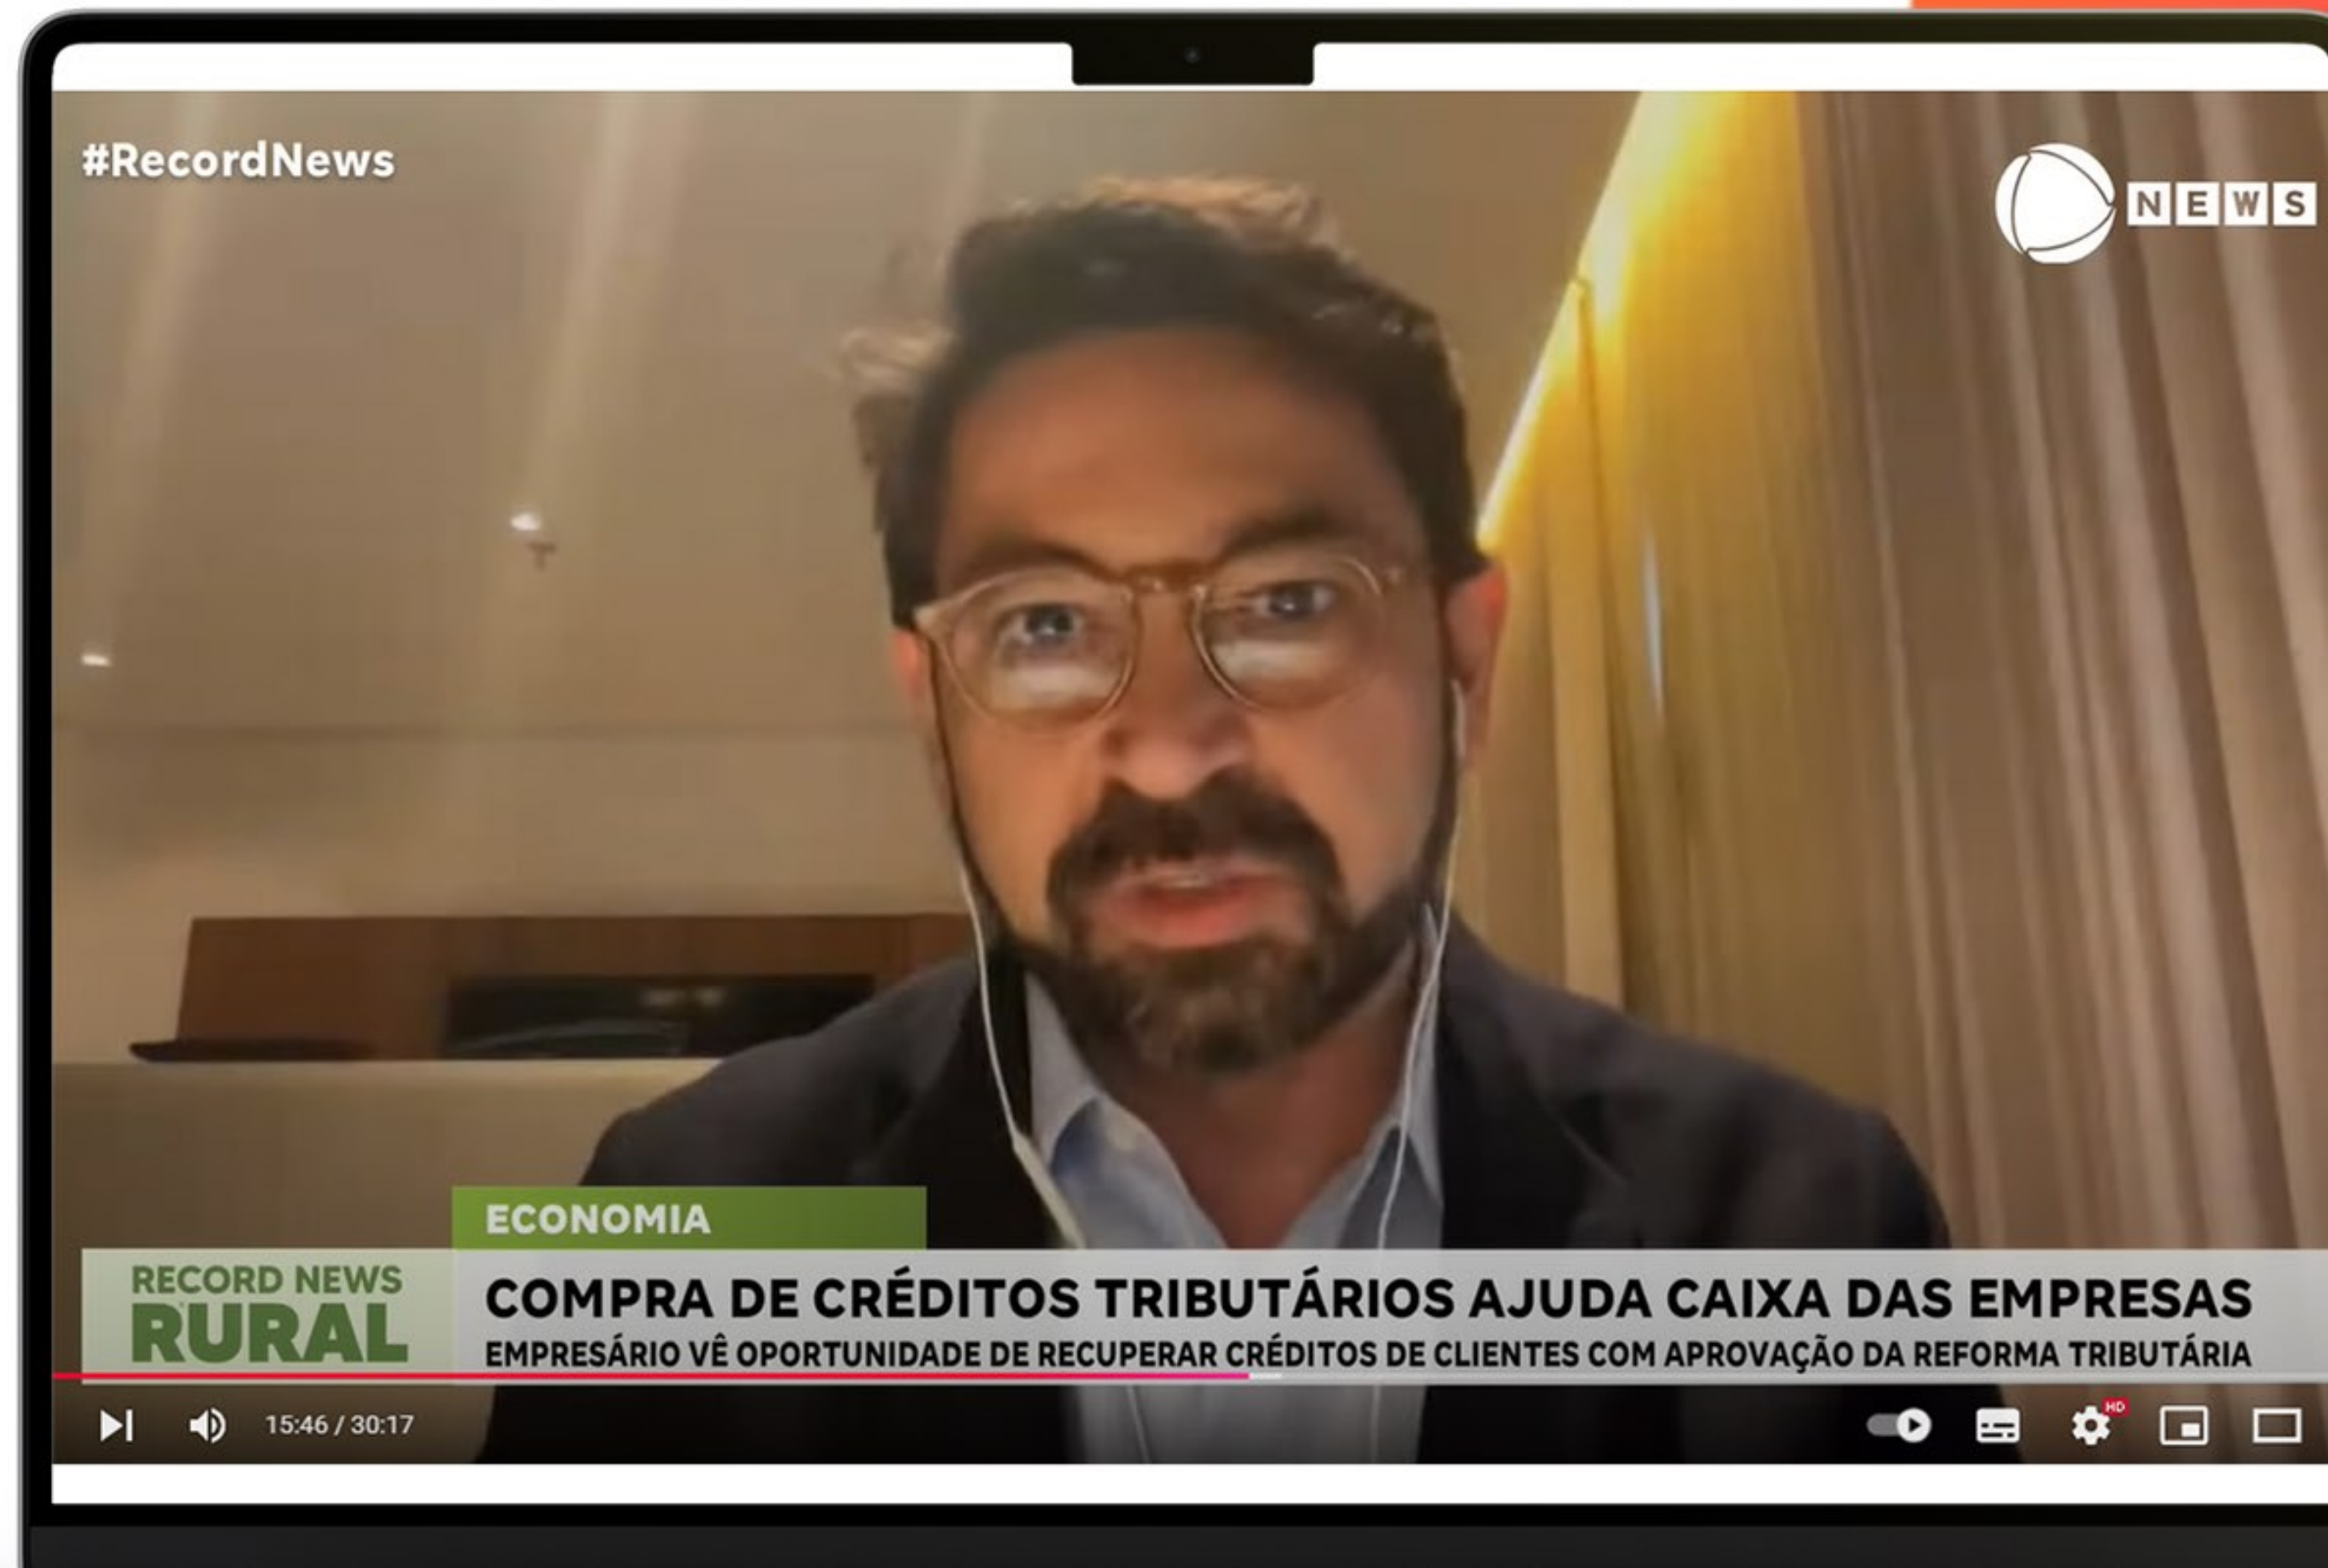 #RecordNews
NEWS
ECONOMIA
RECORD NEWS
RURAL
COMPRA DE CRÉDITOS TRIBUTÁRIOS AJUDA CAIXA DAS EMPRESAS
EMPRESÁRIO VÊ OPORTUNIDADE DE RECUPERAR CRÉDITOS DE CLIENTES COM APROVAÇÃO DA REFORMA TRIBUTÁRIA
15:46 / 30:17
HD